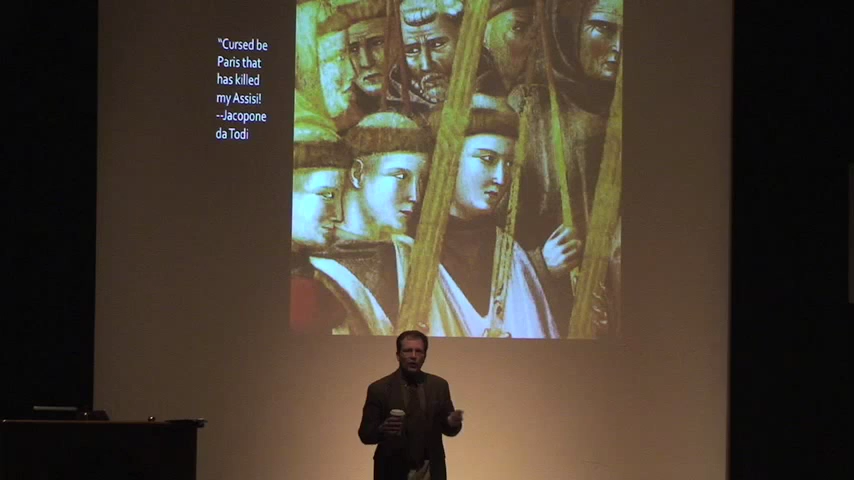 "Cursed be
Paris that
has killed
my Assisi!
--Jacopone
da Todi